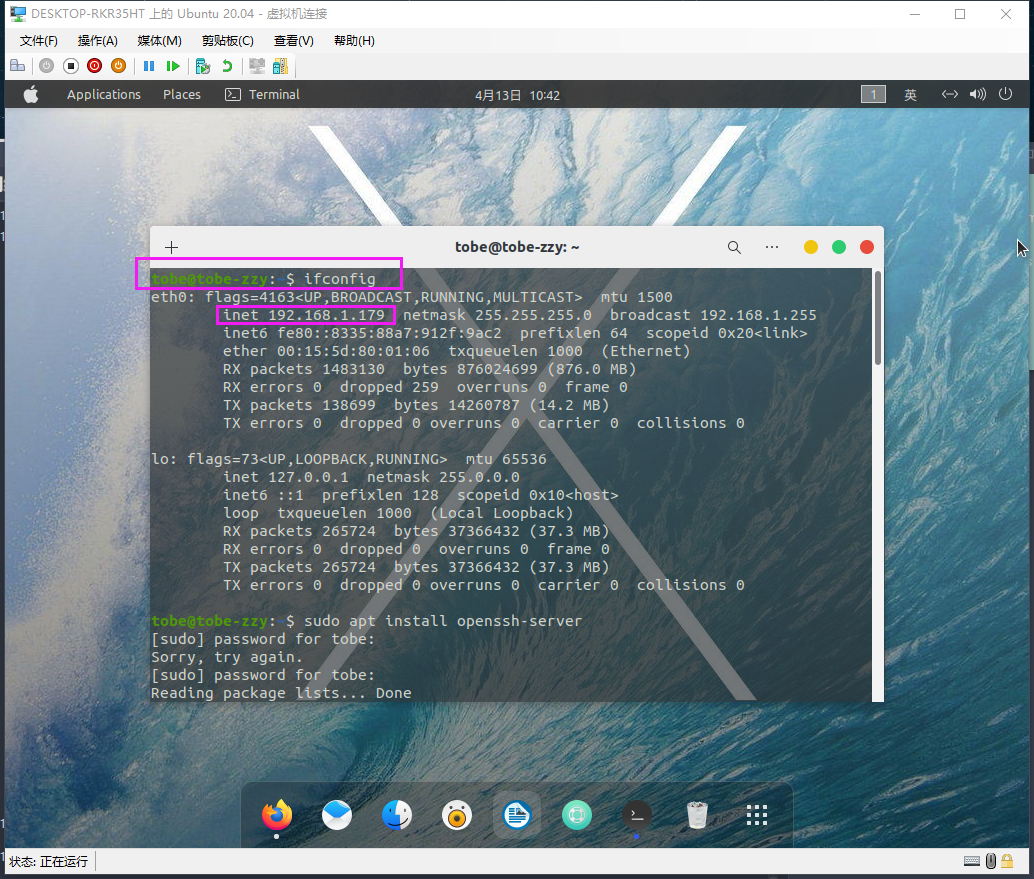 DESKTOP-RKR35HT 上的 Ubuntu 20.04 - 虚拟机连接
文件(F) 操作(A) 媒体(M) 剪贴板(C) 查看(V) 帮助(H)
Applications Places Terminal 4月13日 10:42 1 英
tobe@tobe-zzy: ~
tobe@tobe-zzy:~$ ifconfig
eth0: flags=4163<UP,BROADCAST,RUNNING,MULTICAST>  mtu 1500
inet 192.168.1.179  netmask 255.255.255.0  broadcast 192.168.1.255
inet6 fe80::8335:88a7:912f:9ac2  prefixlen 64  scopeid 0x20<link>
ether 00:15:5d:80:01:06  txqueuelen 1000  (Ethernet)
RX packets 1483130  bytes 876024699 (876.0 MB)
RX errors 0  dropped 259  overruns 0  frame 0
TX packets 138699  bytes 14260787 (14.2 MB)
TX errors 0  dropped 0 overruns 0  carrier 0  collisions 0
lo: flags=73<UP,LOOPBACK,RUNNING>  mtu 65536
inet 127.0.0.1  netmask 255.0.0.0
inet6 ::1  prefixlen 128  scopeid 0x10<host>
loop  txqueuelen 1000  (Local Loopback)
RX packets 265724  bytes 37366432 (37.3 MB)
RX errors 0  dropped 0  overruns 0  frame 0
TX packets 265724  bytes 37366432 (37.3 MB)
TX errors 0  dropped 0 overruns 0  carrier 0  collisions 0
tobe@tobe-zzy:~$ sudo apt install openssh-server
[sudo] password for tobe:
Sorry, try again.
[sudo] password for tobe:
Reading package lists... Done
状态: 正在运行